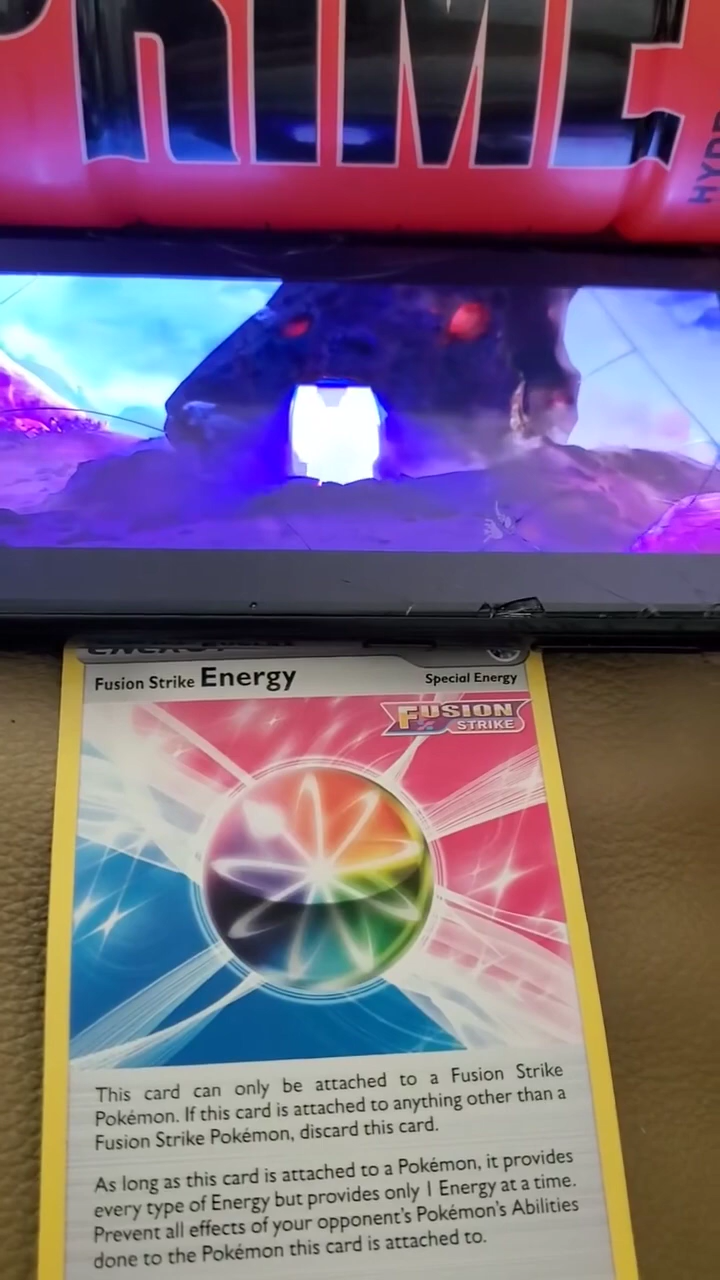 PRIME
HYD
Fusion Strike Energy
Special Energy
FUSION
STRIKE
This card can only be attached to a Fusion Strike
Pokémon. If this card is attached to anything other than a
Fusion Strike Pokémon, discard this card.
As long as this card is attached to a Pokémon, it provides
every type of Energy but provides only 1 Energy at a time.
Prevent all effects of your opponent's Pokémon's Abilities
done to the Pokémon this card is attached to.